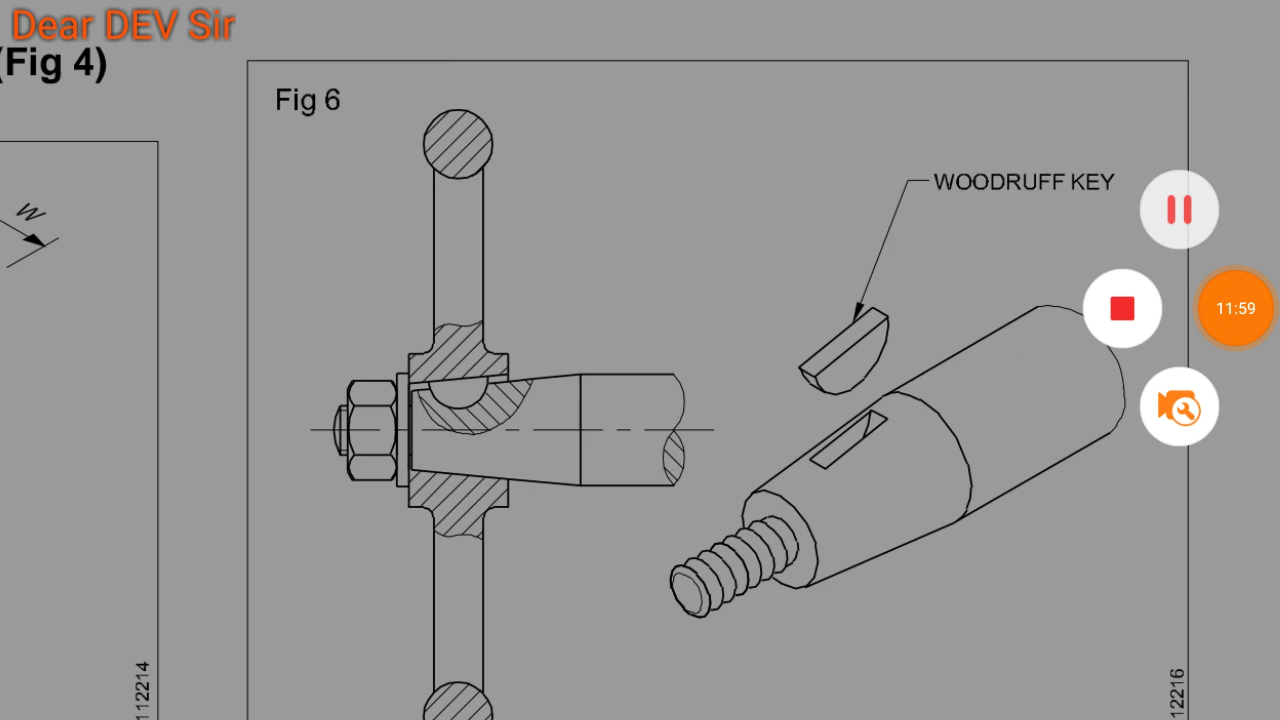 Dear DEV Sir
(Fig 4)
Fig 6
W
WOODRUFF KEY
11:59
112214
12216